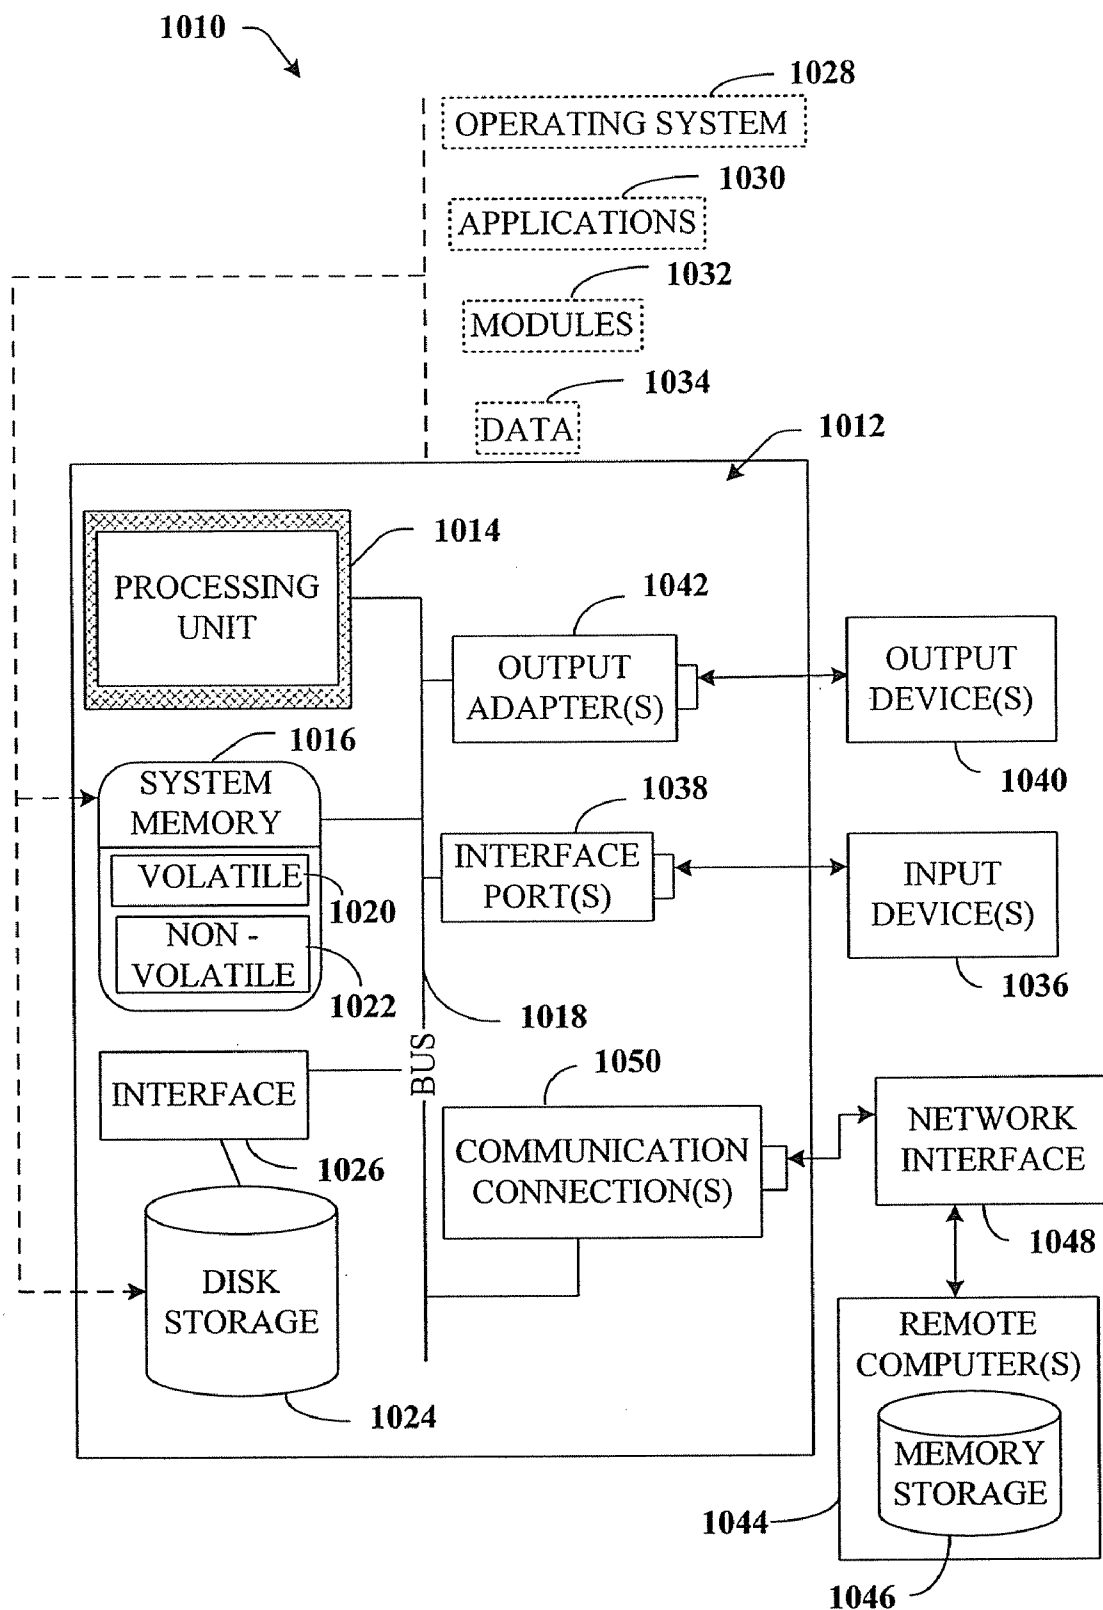 1010
1028
OPERATING SYSTEM
1030
APPLICATIONS
1032
MODULES
1034
DATA
1012
1014
PROCESSING
UNIT
1042
OUTPUT
ADAPTER(S)
OUTPUT
DEVICE(S)
1040
1016
SYSTEM
MEMORY
VOLATILE
1020
NON -
VOLATILE
1022
1038
INTERFACE
PORT(S)
INPUT
DEVICE(S)
1036
1018
BUS
INTERFACE
1026
1050
COMMUNICATION
CONNECTION(S)
NETWORK
INTERFACE
1048
DISK
STORAGE
1024
REMOTE
COMPUTER(S)
MEMORY
STORAGE
1044
1046